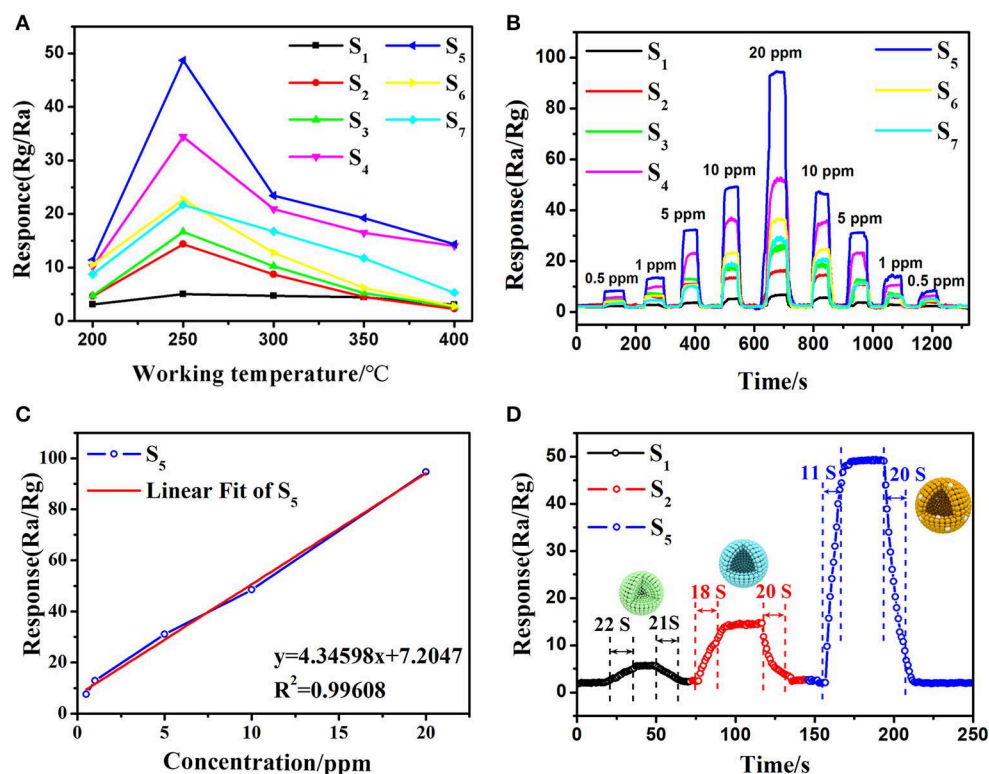 A
Responce(Rg/Ra)
50
40
30
20
10
0
S1
S2
S3
S4
S5
S6
S7
200 250 300 350 400
Working temperature/℃
B
Response(Ra/Rg)
100
80
60
40
20
0
S1
S2
S3
S4
20 ppm
S5
S6
S7
10 ppm
10 ppm
5 ppm
5 ppm
0.5 ppm
1 ppm
1 ppm
0.5 ppm
0 200 400 600 800 1000 1200
Time/s
C
Response(Ra/Rg)
100
80
60
40
20
0
S5
Linear Fit of S5
y=4.34598x+7.2047
R2=0.99608
0 5 10 15 20
Concentration/ppm
D
Response(Ra/Rg)
50
40
30
20
10
0
S1
S2
S5
11 S
20 S
18 S
20 S
22 S
21S
0 50 100 150 200 250
Time/s